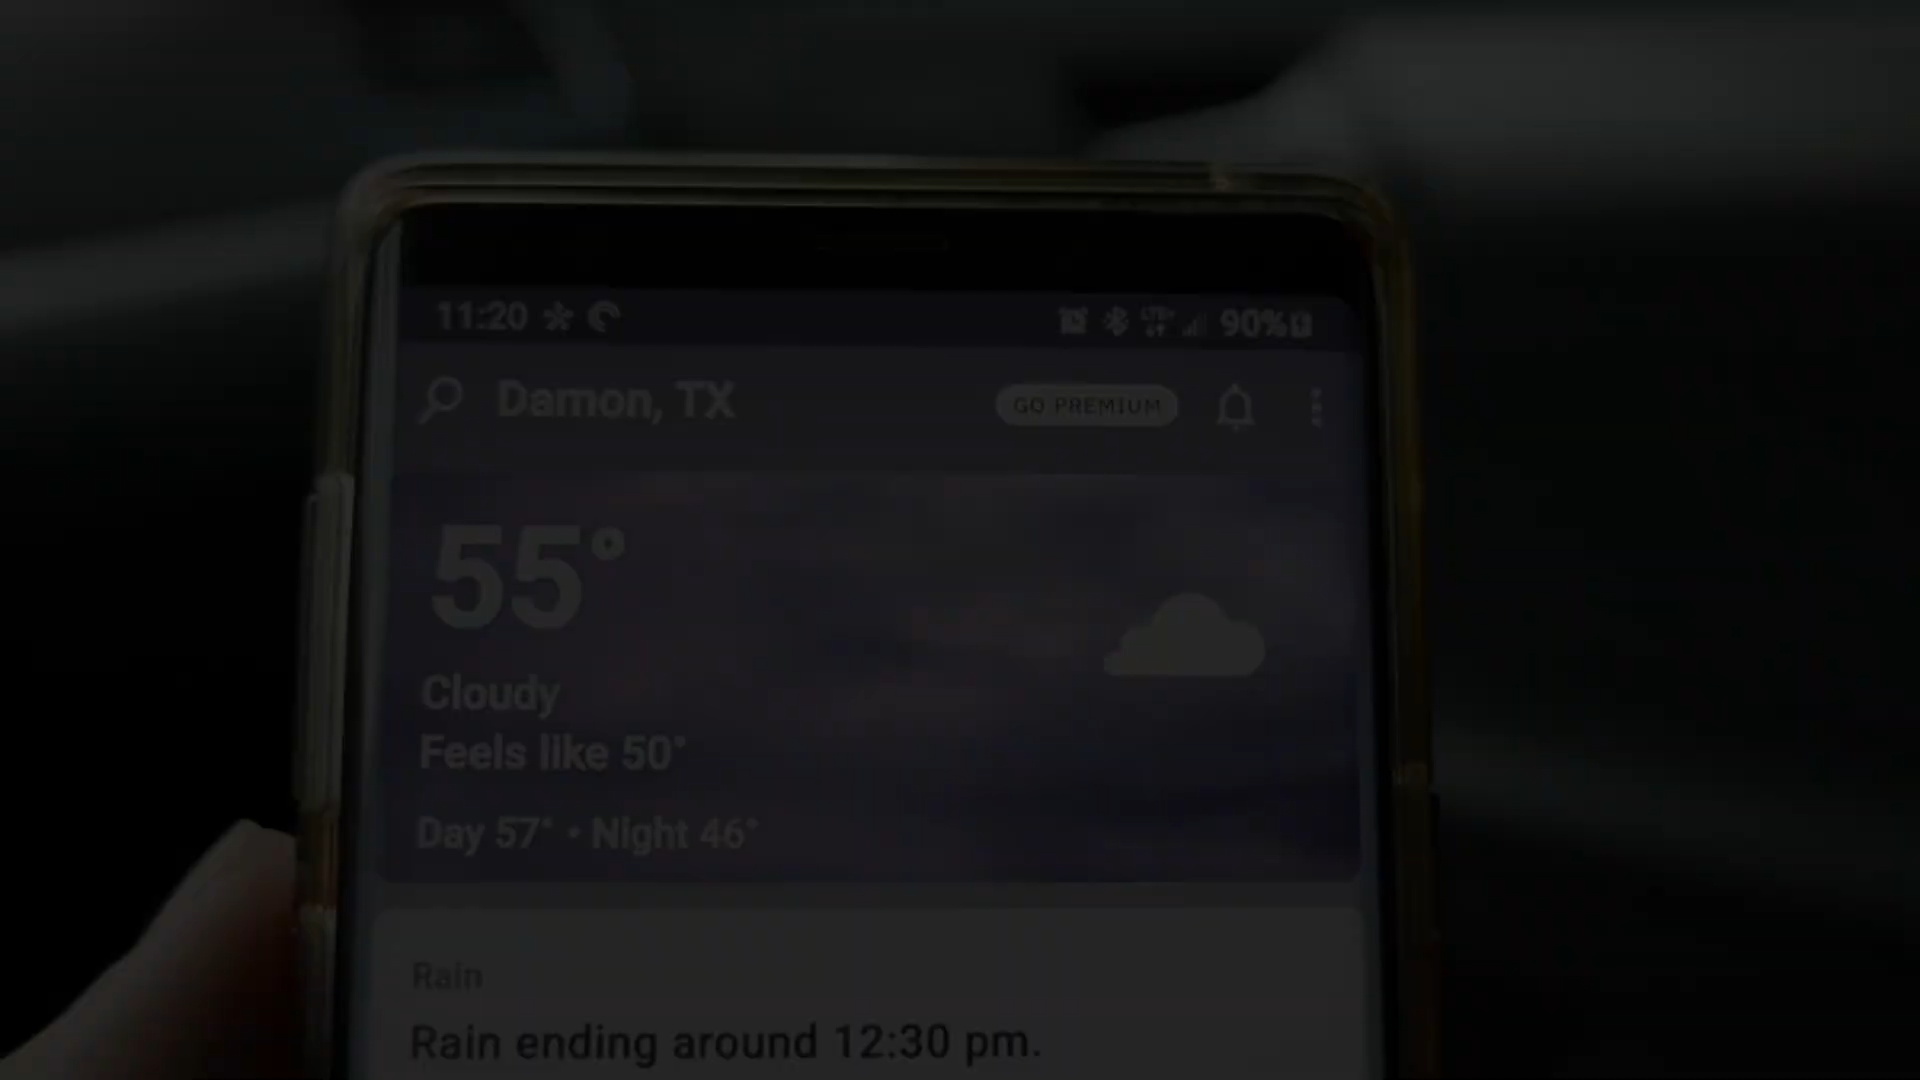 11:20 90%
Damon, TX GO PREMIUM
55°
Cloudy
Feels like 50°
Day 57° • Night 46°
Rain
Rain ending around 12:30 pm.